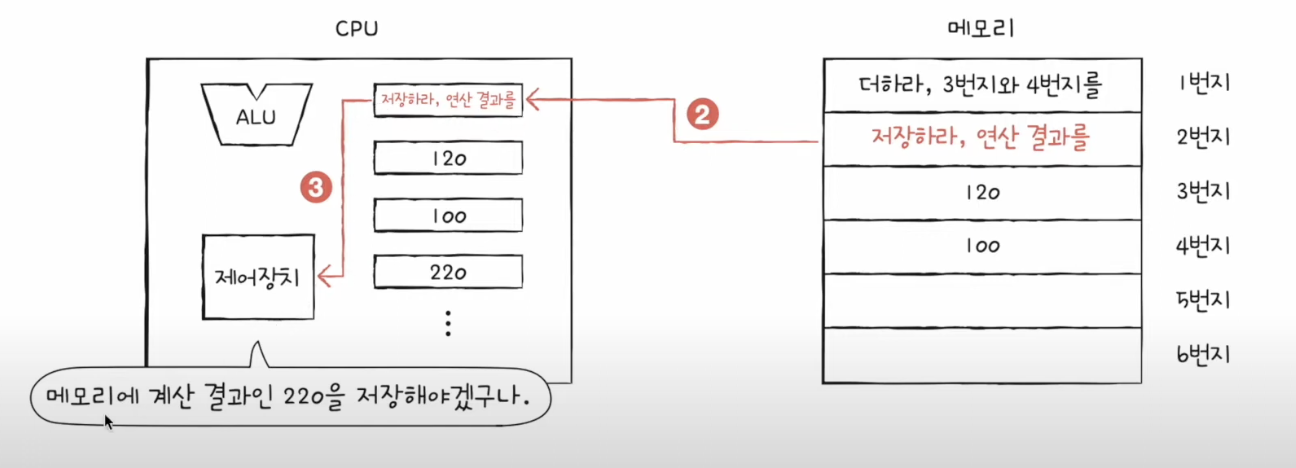 CPU
메모리
ALU
저장하라, 연산 결과를
120
100
220
제어장치
메모리에 계산 결과인 220을 저장해야겠구나.
3
2
더하라, 3번지와 4번지를
1번지
저장하라, 연산 결과를
2번지
120
3번지
100
4번지
5번지
6번지